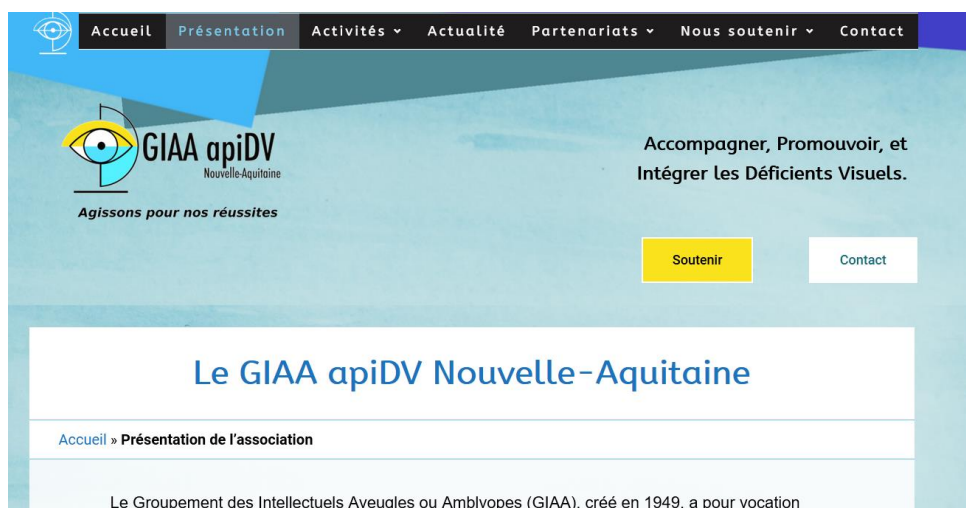 Accueil Présentation Activités Actualité Partenariats Nous soutenir Contact
GIAA apiDV
Nouvelle-Aquitaine
Agissons pour nos réussites
Accompagner, Promouvoir, et
Intégrer les Déficients Visuels.
Soutenir Contact
Le GIAA apiDV Nouvelle-Aquitaine
Accueil » Présentation de l'association
Le Groupement des Intellectuels Aveugles ou Amblyopes (GIAA), créé en 1949, a pour vocation